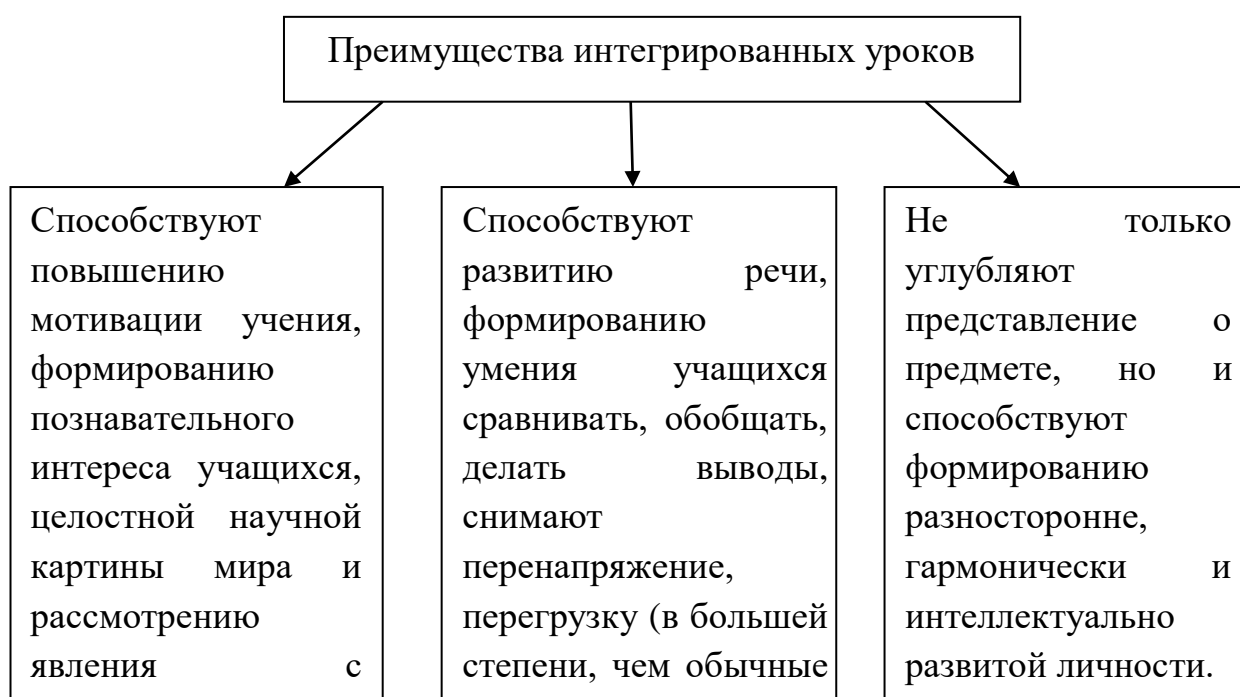 Преимущества интегрированных уроков
Способствуют
повышению
мотивации учения,
формированию
познавательного
интереса учащихся,
целостной научной
картины мира и
рассмотрению
явления с
Способствуют
развитию речи,
формированию
умения учащихся
сравнивать, обобщать,
делать выводы,
снимают
перенапряжение,
перегрузку (в большей
степени, чем обычные
Не только
углубляют
представление о
предмете, но и
способствуют
формированию
разносторонне,
гармонически и
интеллектуально
развитой личности.